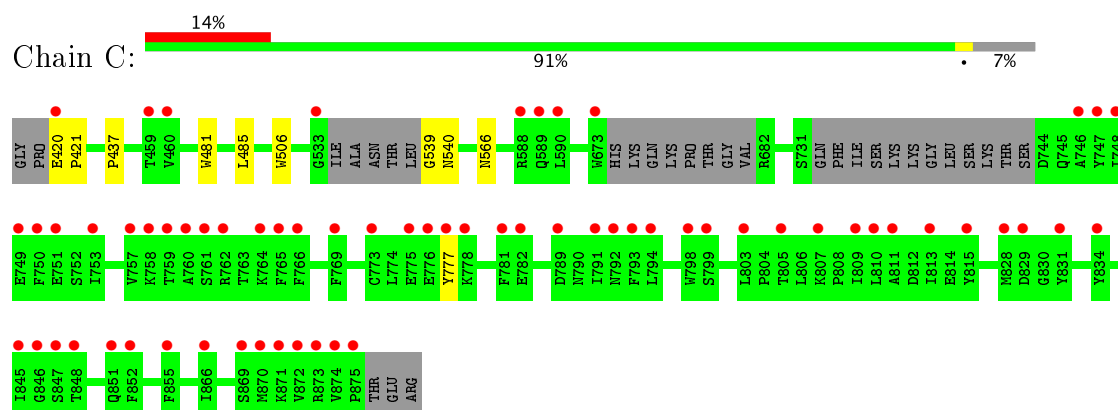 14%
Chain C:
91% • 7%
GLY PRO E420 P421 P437 T459 V460 W481 L485 W506 G533 ILE ALA ASN THR LEU G539 N540 N566 R588 Q589 L590 W673 HIS LYS GLN LYS PRO THR GLY VAL R682 S731 GLN PHE ILE SER LYS LYS GLY LEU SER LYS THR SER D744 Q745 A746 Y747 I748
E749 F750 E751 S752 I753 V757 K758 T759 A760 S761 R762 T763 K764 F765 F766 F769 C773 L774 E775 E776 Y777 K778 F781 E782 D789 N790 I791 N792 F793 L794 W798 S799 L803 P804 T805 L806 K807 P808 I809 L810 A811 D812 I813 E814 Y815 M828 D829 G830 Y831 Y834
I845 G846 S847 T848 Q851 F852 F855 I866 S869 M870 K871 V872 R873 V874 P875 THR GLU ARG